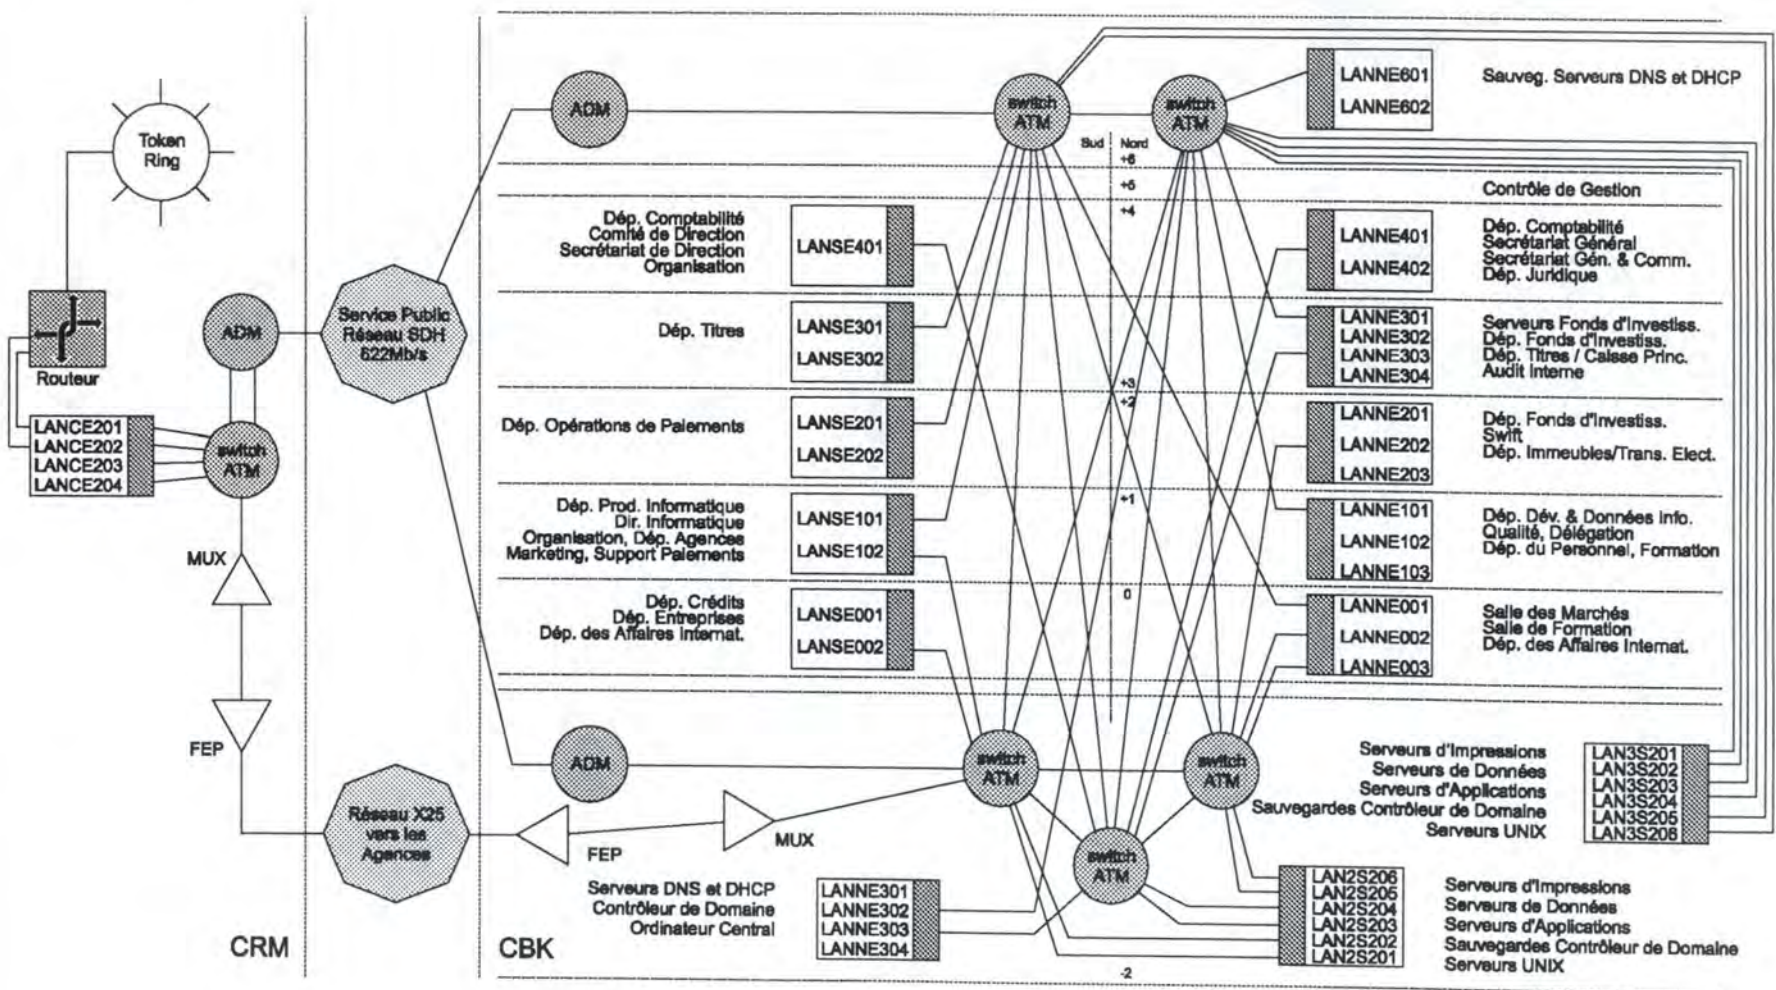 Token
Ring
Routeur
LANCE201
LANCE202
LANCE203
LANCE204
ADM
switch
ATM
MUX
FEP
CRM
Service Public
Réseau SDH
622Mb/s
Réseau X25
vers les
Agences
CBK
ADM
switch
ATM
switch
ATM
Sud
Nord
+6
+5
+4
+3
+2
+1
0
-2
LANNE601
LANNE602
Sauveg. Serveurs DNS et DHCP
Contrôle de Gestion
Dép. Comptabilité
Comité de Direction
Secrétariat de Direction
Organisation
LANSE401
LANNE401
LANNE402
Dép. Comptabilité
Secrétariat Général
Secrétariat Gén. & Comm.
Dép. Juridique
Dép. Titres
LANSE301
LANSE302
LANNE301
LANNE302
LANNE303
LANNE304
Serveurs Fonds d'Investiss.
Dép. Fonds d'Investiss.
Dép. Titres / Caisse Princ.
Audit Interne
Dép. Opérations de Paiements
LANSE201
LANSE202
LANNE201
LANNE202
LANNE203
Dép. Fonds d'Investiss.
Swift
Dép. Immeubles/Trans. Elect.
Dép. Prod. Informatique
Dir. Informatique
Organisation, Dép. Agences
Marketing, Support Paiements
LANSE101
LANSE102
LANNE101
LANNE102
LANNE103
Dép. Dév. & Données Info.
Qualité, Délégation
Dép. du Personnel, Formation
Dép. Crédits
Dép. Entreprises
Dép. des Affaires Internat.
LANSE001
LANSE002
LANNE001
LANNE002
LANNE003
Salle des Marchés
Salle de Formation
Dép. des Affaires Internat.
ADM
switch
ATM
switch
ATM
switch
ATM
FEP
MUX
Serveurs d'Impressions
Serveurs de Données
Serveurs d'Applications
Sauvegardes Contrôleur de Domaine
Serveurs UNIX
LAN3S201
LAN3S202
LAN3S203
LAN3S204
LAN3S205
LAN3S206
Serveurs DNS et DHCP
Contrôleur de Domaine
Ordinateur Central
LANNE301
LANNE302
LANNE303
LANNE304
LAN2S206
LAN2S205
LAN2S204
LAN2S203
LAN2S202
LAN2S201
Serveurs d'Impressions
Serveurs de Données
Serveurs d'Applications
Sauvegardes Contrôleur de Domaine
Serveurs UNIX